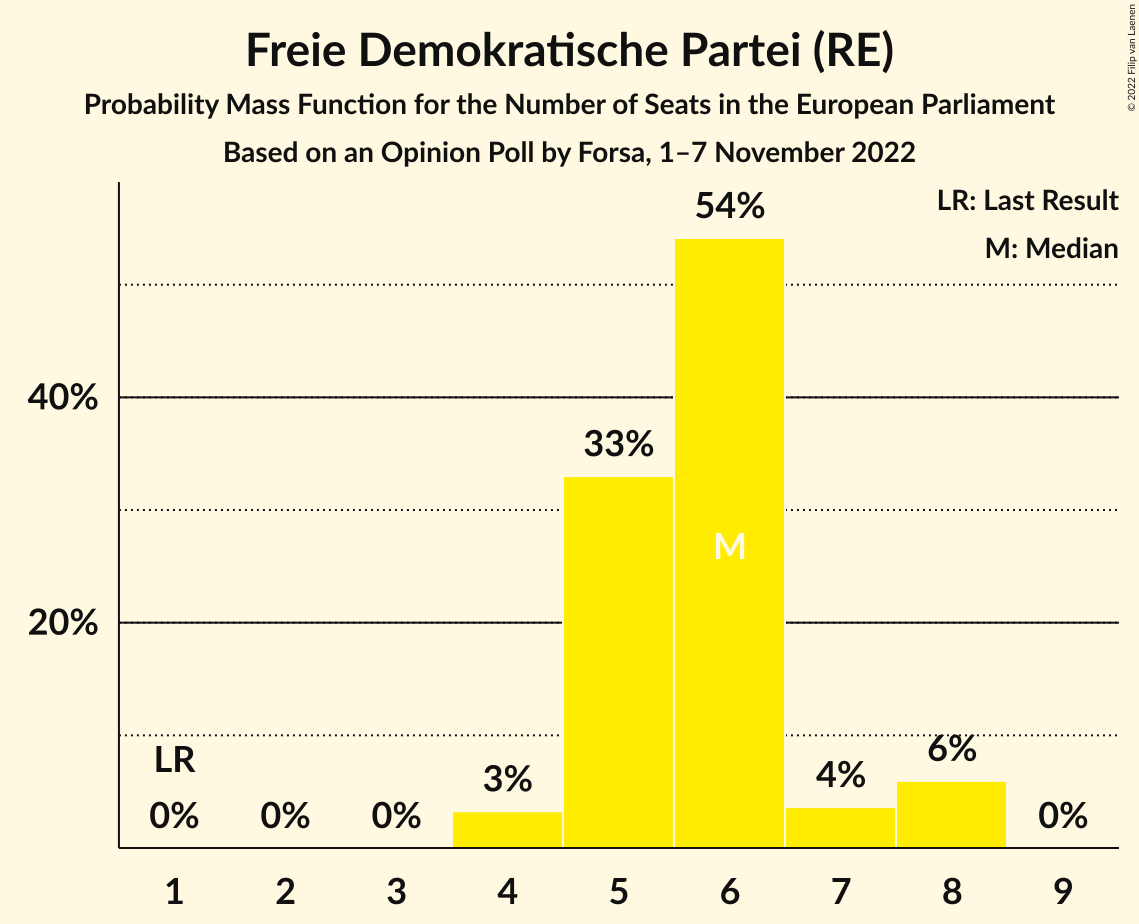 Freie Demokratische Partei (RE)
Probability Mass Function for the Number of Seats in the European Parliament
Based on an Opinion Poll by Forsa, 1–7 November 2022
© 2022 Filip van Laenen
LR: Last Result
M: Median
54%
40%
33%
M
20%
LR
0%
0%
0%
3%
4%
6%
0%
1 2 3 4 5 6 7 8 9